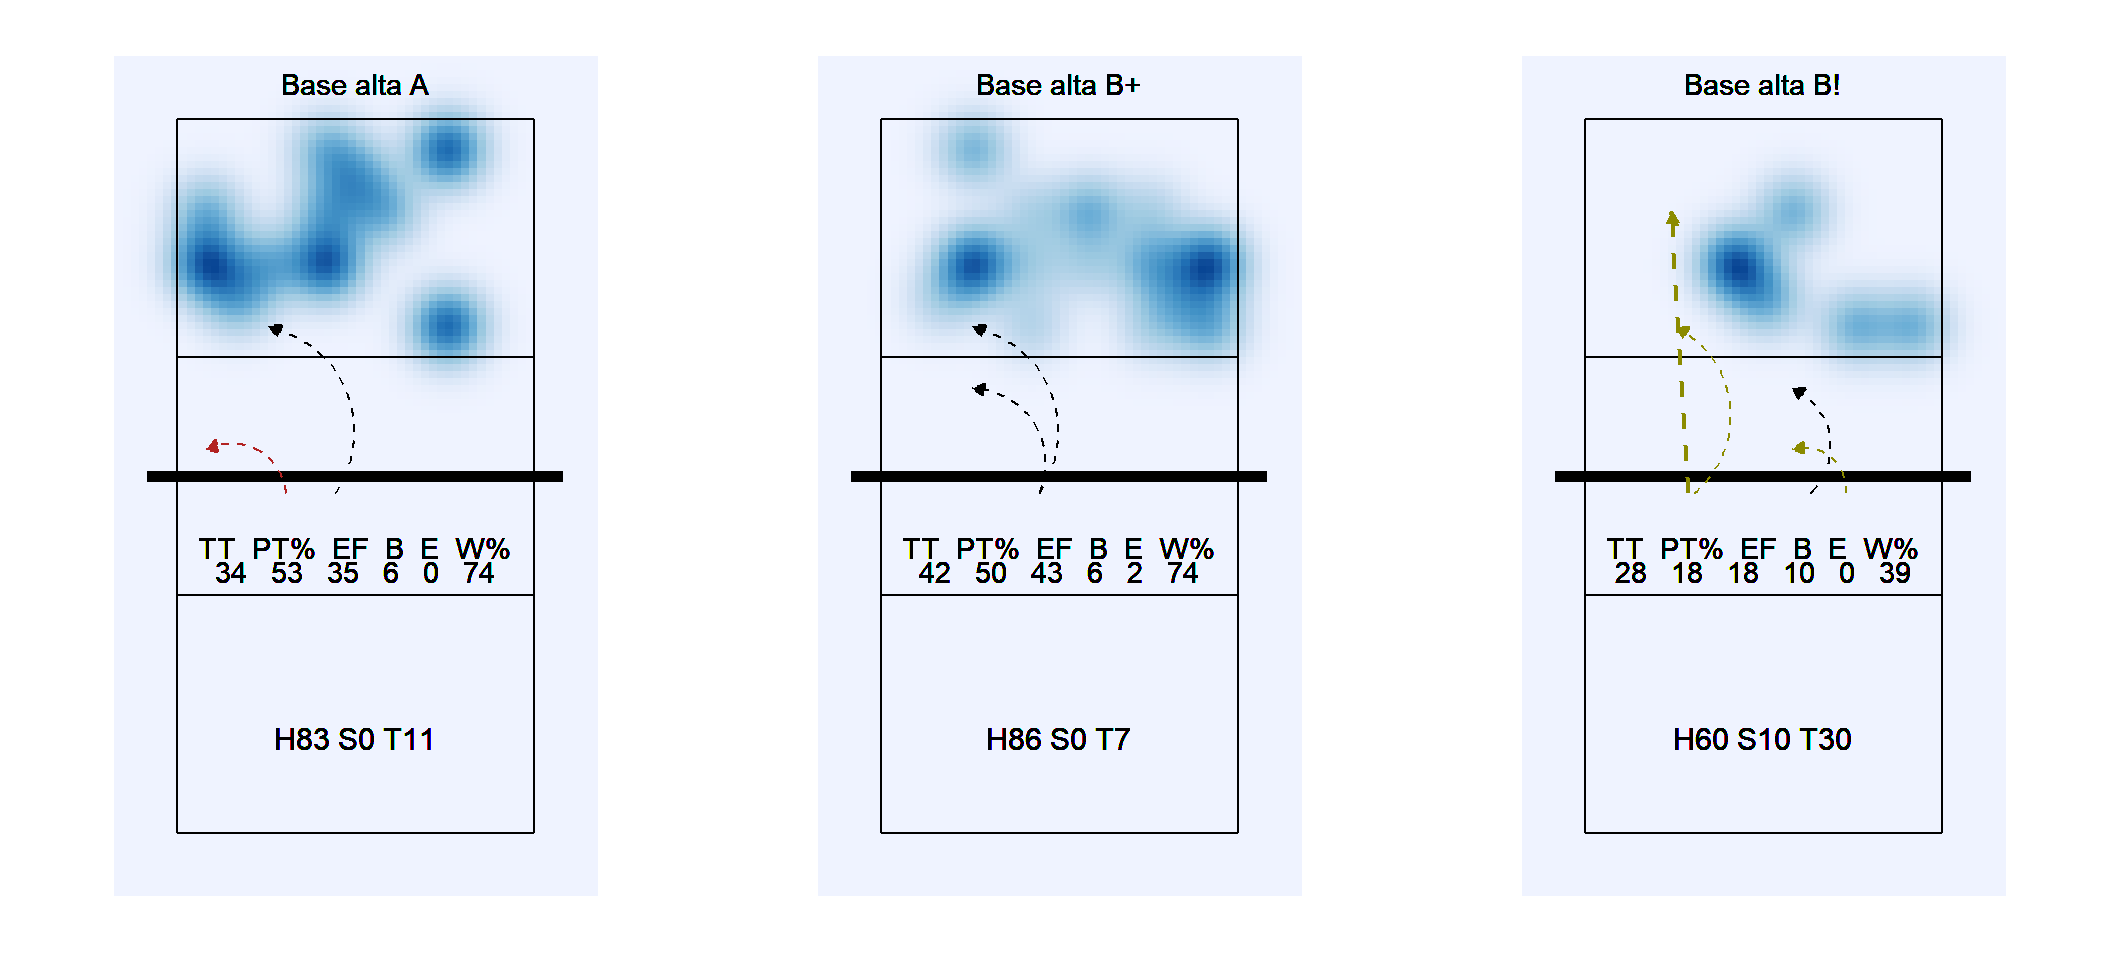 Base alta A
TT PT% EF B E W%
34 53 35 6 0 74
H83 S0 T11
Base alta B+
TT PT% EF B E W%
42 50 43 6 2 74
H86 S0 T7
Base alta B!
TT PT% EF B E W%
28 18 18 10 0 39
H60 S10 T30